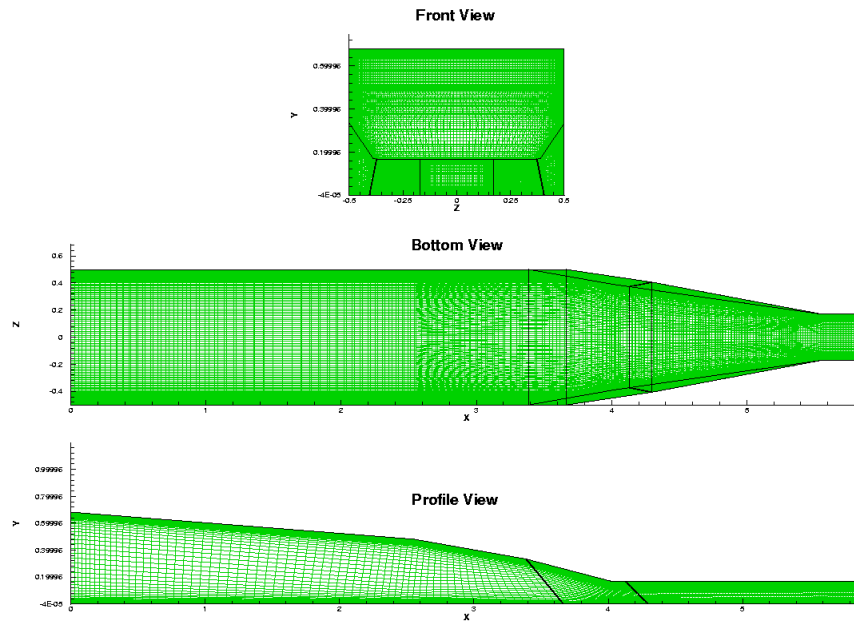 Front View
0.59996
0.39996
0.19996
-4E-05
Y
-0.5 -0.25 0 0.25 0.5
Z
Bottom View
0.6
0.4
0.2
0
-0.2
-0.4
Z
0 1 2 3 4 5
X
Profile View
0.99996
0.79996
0.59996
0.39996
0.19996
-4E-05
Y
0 1 2 3 4 5
X